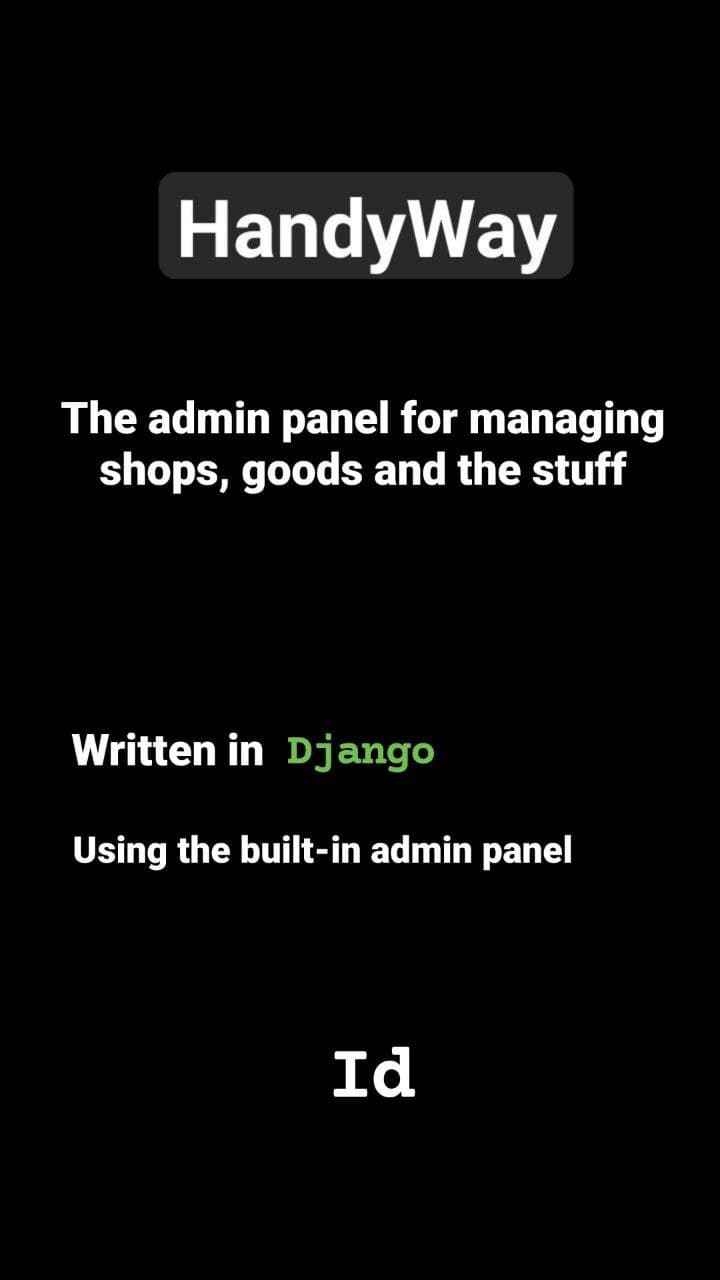 HandyWay
The admin panel for managing
shops, goods and the stuff
Written in Django
Using the built-in admin panel
Id